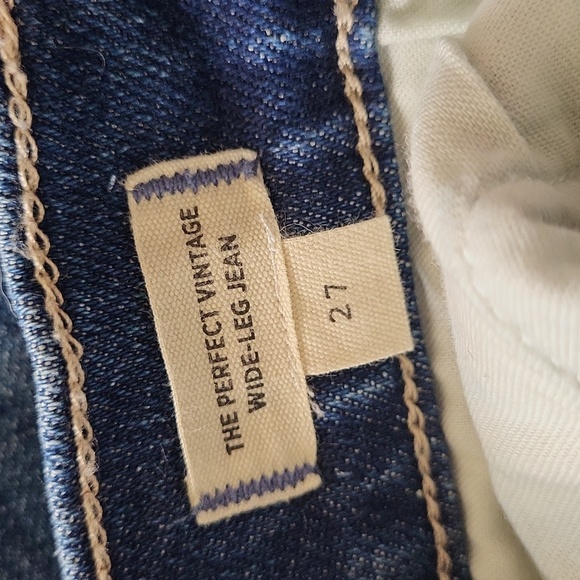 THE PERFECT VINTAGE
WIDE-LEG JEAN
27